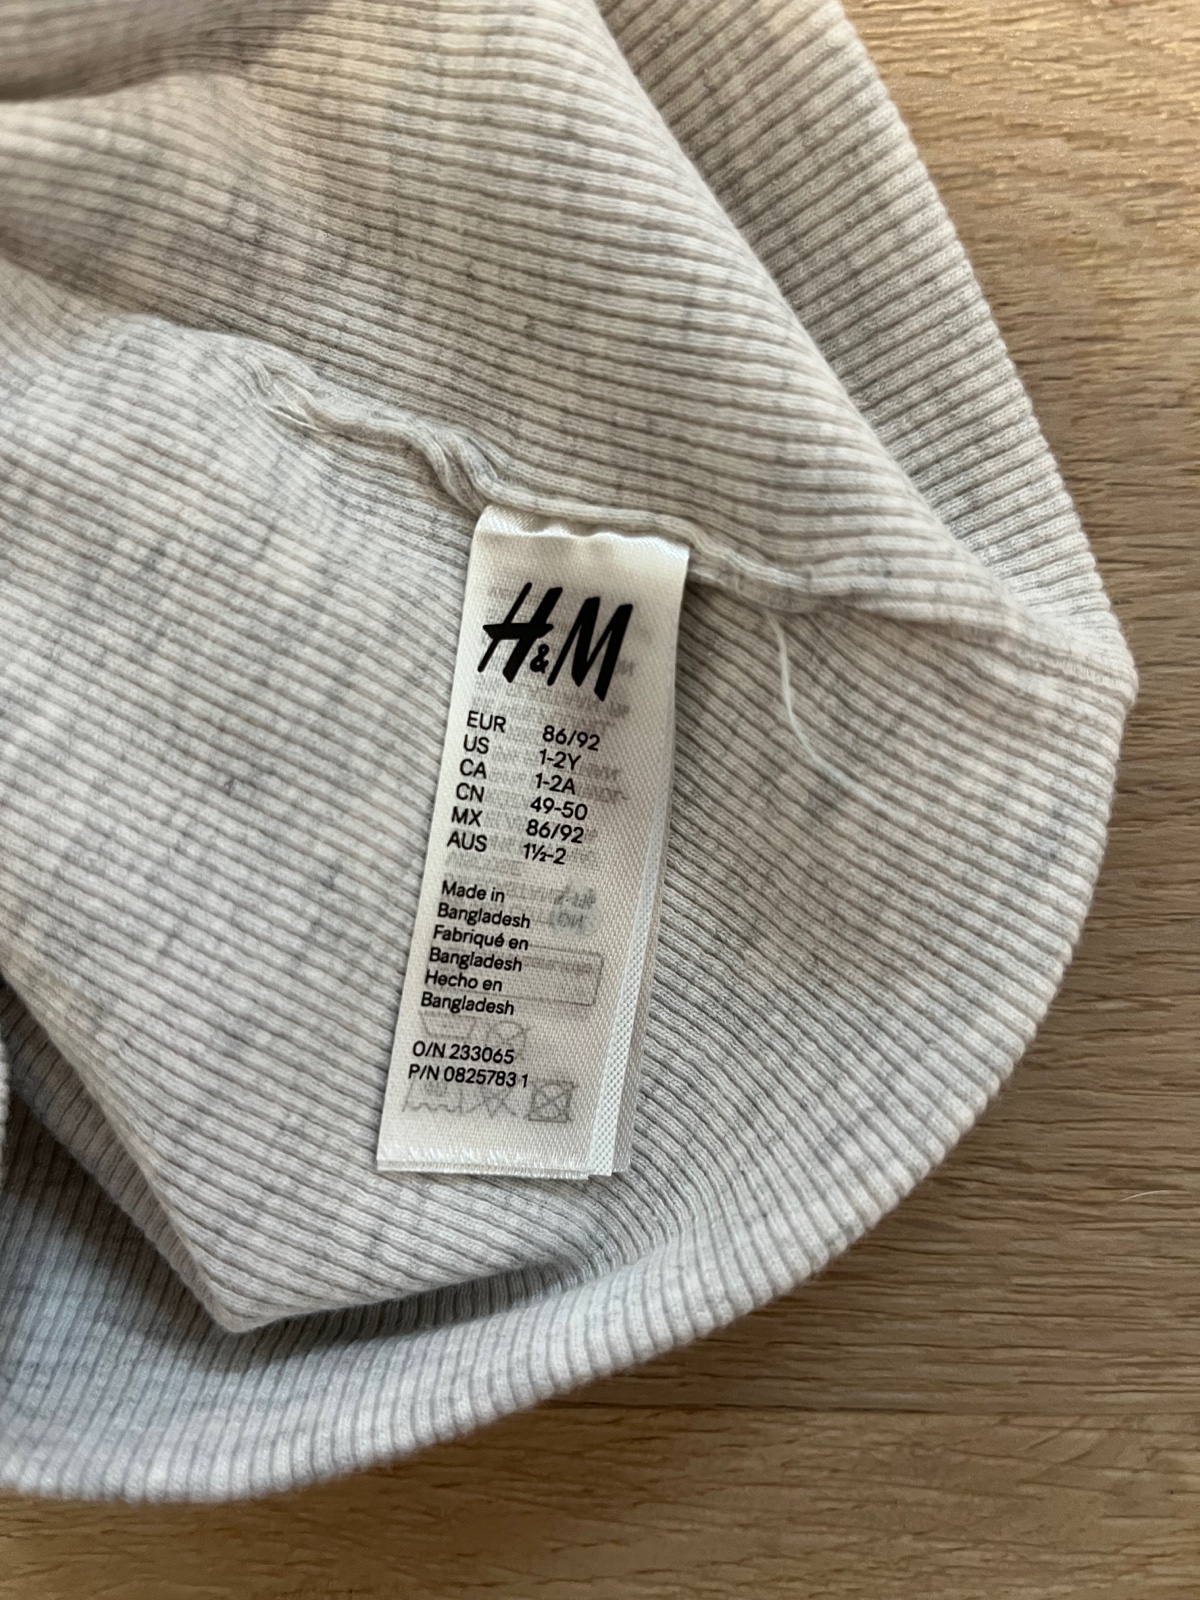 H&M
EUR 86/92
US 1-2Y
CA 1-2A
CN 49-50
MX 86/92
AUS 1½-2
Made in
Bangladesh
Fabriqué en
Bangladesh
Hecho en
Bangladesh
O/N 233065
P/N 0825783 1